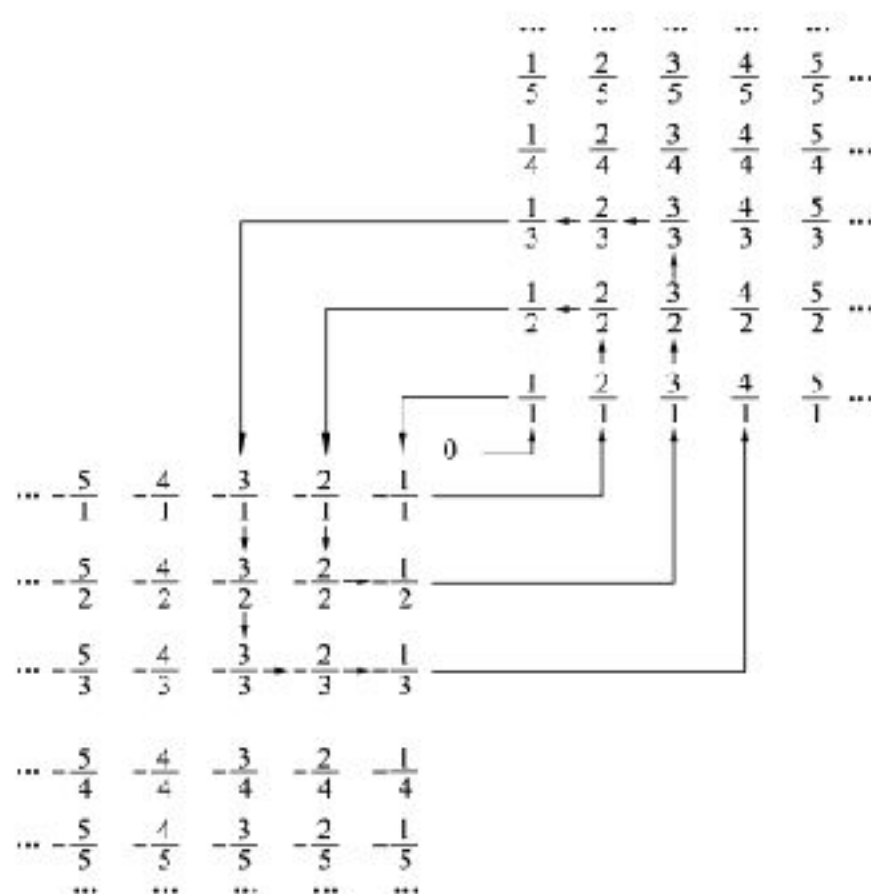 ... ... ... ... ...
1/5 2/5 3/5 4/5 5/5 ...
1/4 2/4 3/4 4/4 5/4 ...
1/3 2/3 3/3 4/3 5/3 ...
1/2 2/2 3/2 4/2 5/2 ...
1/1 2/1 3/1 4/1 5/1 ...
0
... -5/1 -4/1 -3/1 -2/1 -1/1
... -5/2 -4/2 -3/2 -2/2 -1/2
... -5/3 -4/3 -3/3 -2/3 -1/3
... -5/4 -4/4 -3/4 -2/4 -1/4
... -5/5 -4/5 -3/5 -2/5 -1/5
... ... ... ... ...